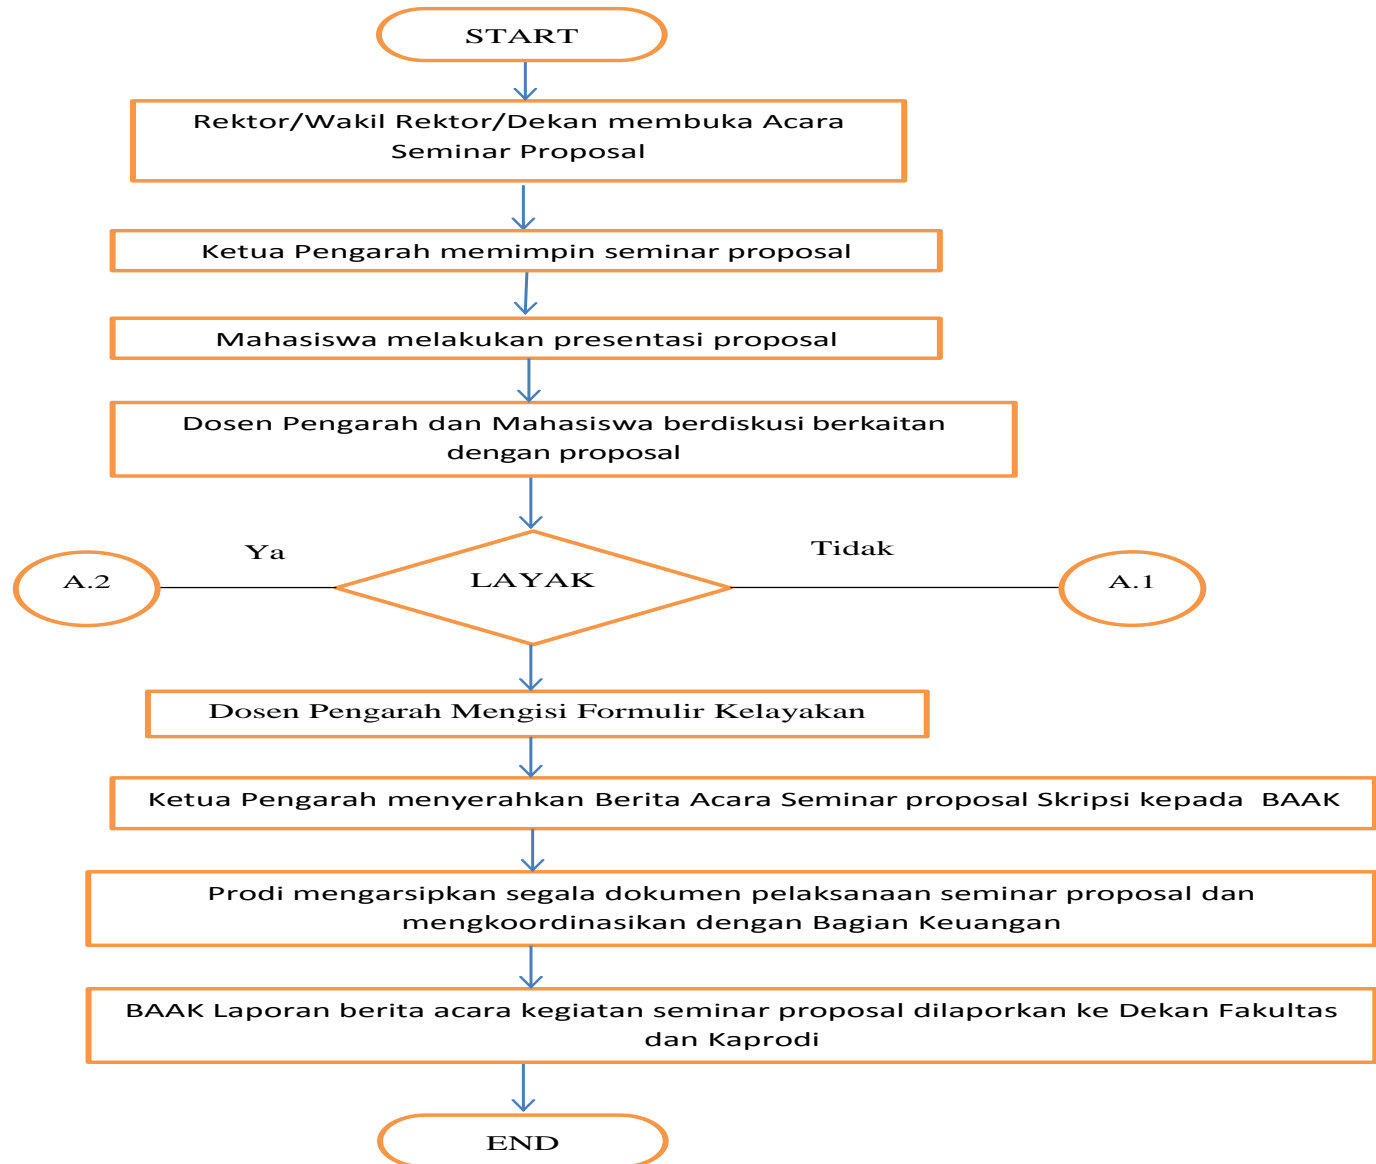 START
Rektor/Wakil Rektor/Dekan membuka Acara
Seminar Proposal
Ketua Pengarah memimpin seminar proposal
Mahasiswa melakukan presentasi proposal
Dosen Pengarah dan Mahasiswa berdiskusi berkaitan
dengan proposal
Ya
Tidak
A.2
LAYAK
A.1
Dosen Pengarah Mengisi Formulir Kelayakan
Ketua Pengarah menyerahkan Berita Acara Seminar proposal Skripsi kepada  BAAK
Prodi mengarsipkan segala dokumen pelaksanaan seminar proposal dan
mengkoordinasikan dengan Bagian Keuangan
BAAK Laporan berita acara kegiatan seminar proposal dilaporkan ke Dekan Fakultas
dan Kaprodi
END